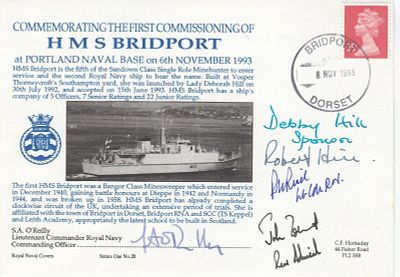 COMMEMORATING THE FIRST COMMISSIONING OF
H M S BRIDPORT
at PORTLAND NAVAL BASE on 6th NOVEMBER 1993
HMS Bridport is the fifth of the Sandown Class Single Role Minehunter to enter
service and the second Royal Navy ship to bear the name. Built at Vosper
Thorneycroft's Southampton yard, she was launched by Lady Deborah Hill on
30th July 1992, and accepted on 15th June 1993. HMS Bridport has a ship's
company of 5 Officers, 7 Senior Ratings and 22 Junior Ratings.
The first HMS Bridport was a Bangor Class Minesweeper which entered service
in December 1940, gaining battle honours at Dieppe in 1942 and Normandy in
1944, and was broken up in 1958. HMS Bridport has already completed a
clockwise circuit of the UK, undertaking an extensive period of trials. She is
affiliated with the town of Bridport in Dorset, Bridport RNA and SCC (TS Keppel)
and Leith Academy, appropriately the latest school to be built in Scotland.
S.A. O'Reilly
Lieutenant Commander Royal Navy
Commanding Officer
Royal Naval Covers
Series One No.28
BRIDPORT
6 NOV 1993
DORSET
Debby Hill
Sponsor
Robert Hill
John
C.F. Hockaday
PL2 3BB